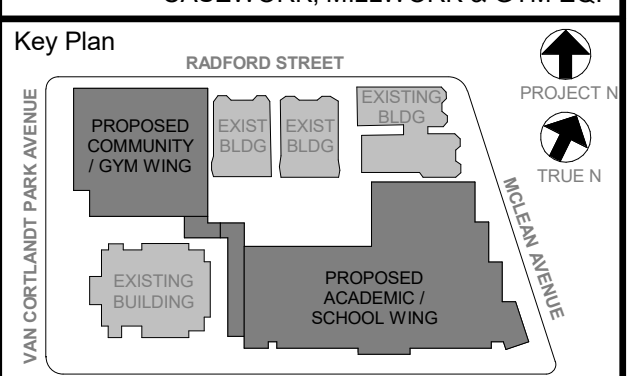 CASEWORK, MILLWORK & GYM EQP
Key Plan
RADFORD STREET
PROJECT N
TRUE N
VAN CORTLANDT PARK AVENUE
PROPOSED
COMMUNITY
/ GYM WING
EXIST
BLDG
EXIST
BLDG
EXISTING
BLDG
MCLEAN AVENUE
EXISTING
BUILDING
PROPOSED
ACADEMIC /
SCHOOL WING